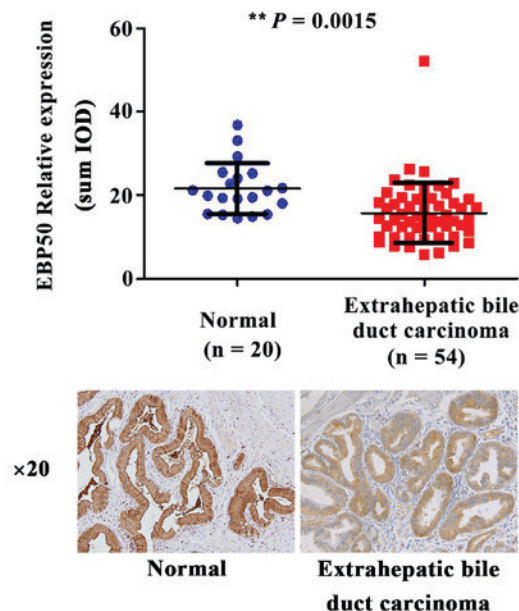 ** P = 0.0015
60
40
20
0
EBP50 Relative expression
(sum IOD)
Normal
(n = 20)
Extrahepatic bile
duct carcinoma
(n = 54)
×20
Normal
Extrahepatic bile
duct carcinoma